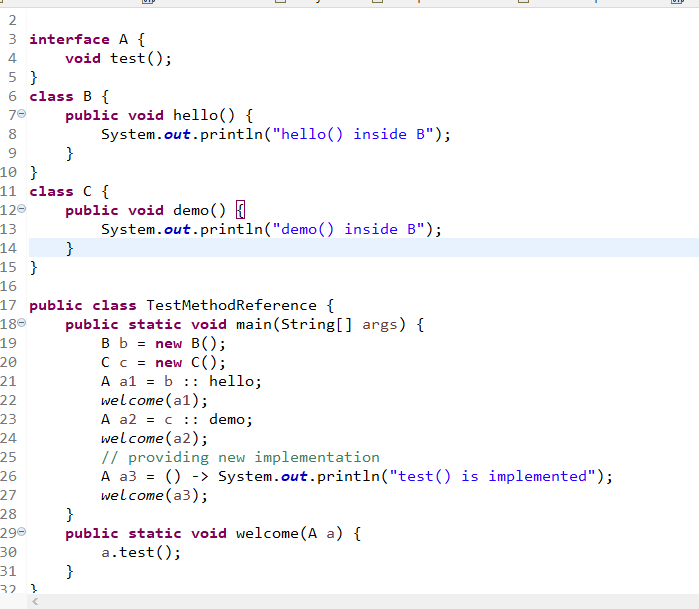 2
3 interface A {
4     void test();
5 }
6 class B {
7     public void hello() {
8         System.out.println("hello() inside B");
9     }
10 }
11 class C {
12     public void demo() {
13         System.out.println("demo() inside B");
14     }
15 }
16
17 public class TestMethodReference {
18     public static void main(String[] args) {
19         B b = new B();
20         C c = new C();
21         A a1 = b :: hello;
22         welcome(a1);
23         A a2 = c :: demo;
24         welcome(a2);
25         // providing new implementation
26         A a3 = () -> System.out.println("test() is implemented");
27         welcome(a3);
28     }
29     public static void welcome(A a) {
30         a.test();
31     }
32 }